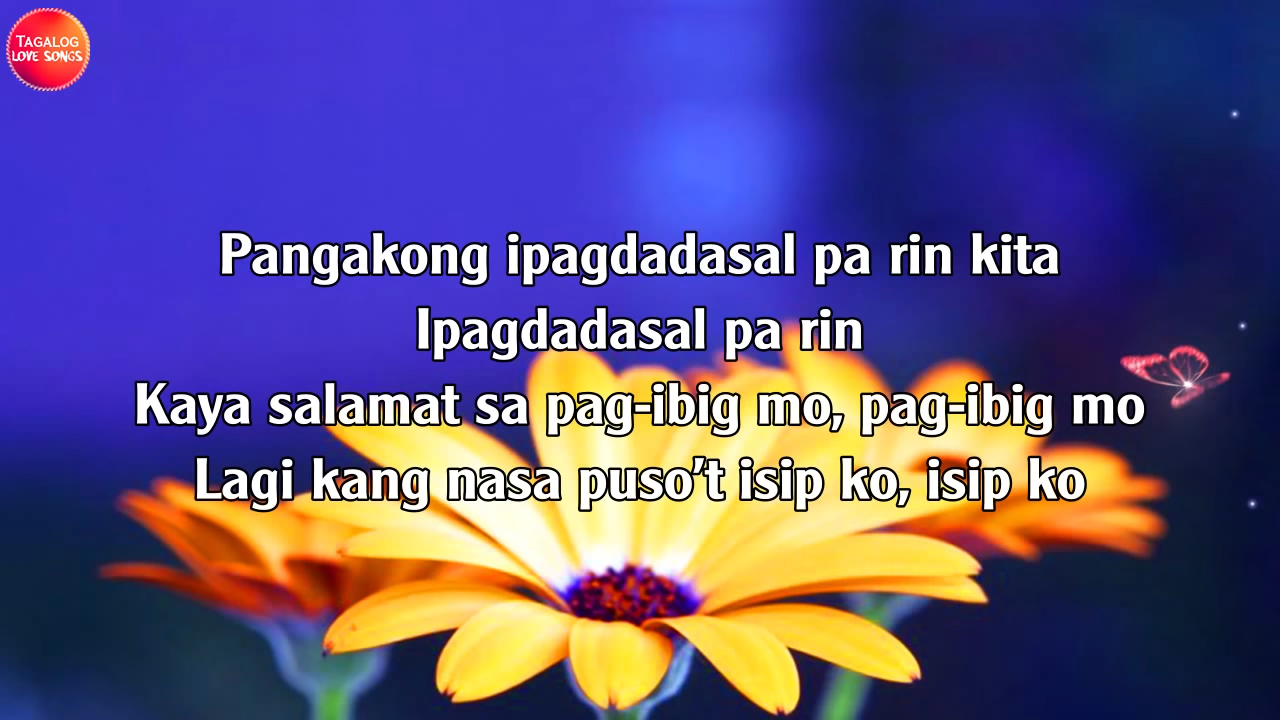 TAGALOG
LOVE SONGS
Pangakong ipagdadasal pa rin kita
Ipagdadasal pa rin
Kaya salamat sa pag-ibig mo, pag-ibig mo
Lagi kang nasa puso't isip ko, isip ko